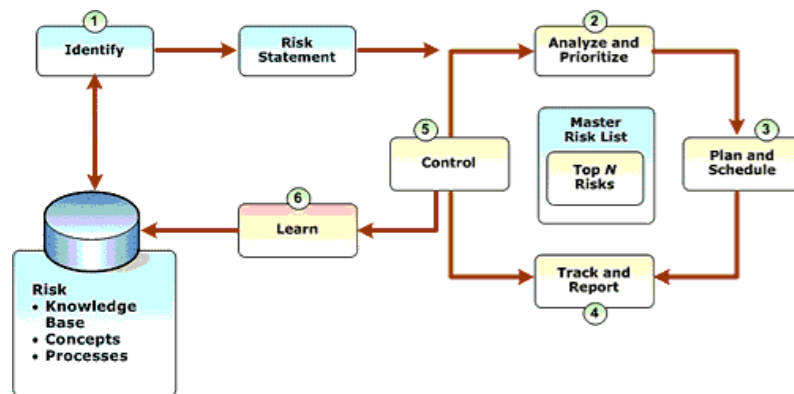 1
Identify
Risk
Statement
2
Analyze and
Prioritize
3
Plan and
Schedule
Master
Risk List
Top N
Risks
5
Control
6
Learn
Track and
Report
4
Risk
• Knowledge
Base
• Concepts
• Processes